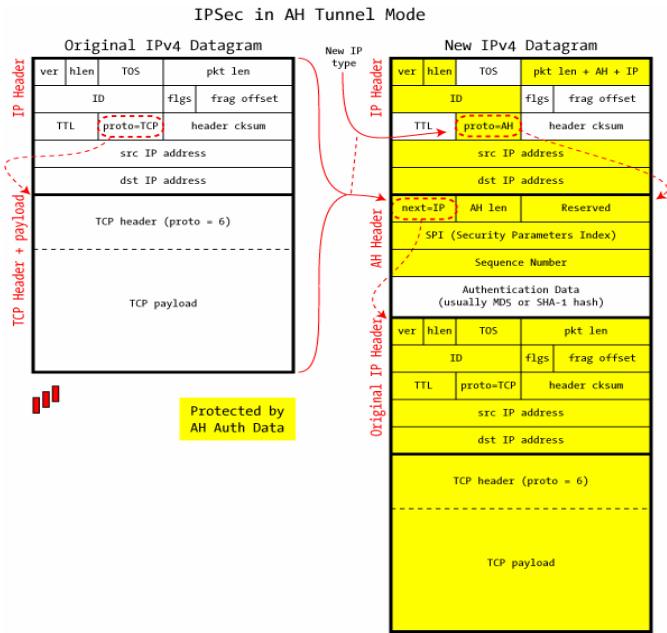 IPSec in AH Tunnel Mode
Original IPv4 Datagram
IP Header
ver hlen TOS pkt len
ID flgs frag offset
TTL proto=TCP header cksum
src IP address
dst IP address
TCP Header + payload
TCP header (proto = 6)
TCP payload
Protected by
AH Auth Data
New IP
type
New IPv4 Datagram
IP Header
ver hlen TOS pkt len + AH + IP
ID flgs frag offset
TTL proto=AH header cksum
src IP address
dst IP address
AH Header
next=IP AH len Reserved
SPI (Security Parameters Index)
Sequence Number
Authentication Data
(usually MD5 or SHA-1 hash)
Original IP Header
ver hlen TOS pkt len
ID flgs frag offset
TTL proto=TCP header cksum
src IP address
dst IP address
TCP header (proto = 6)
TCP payload